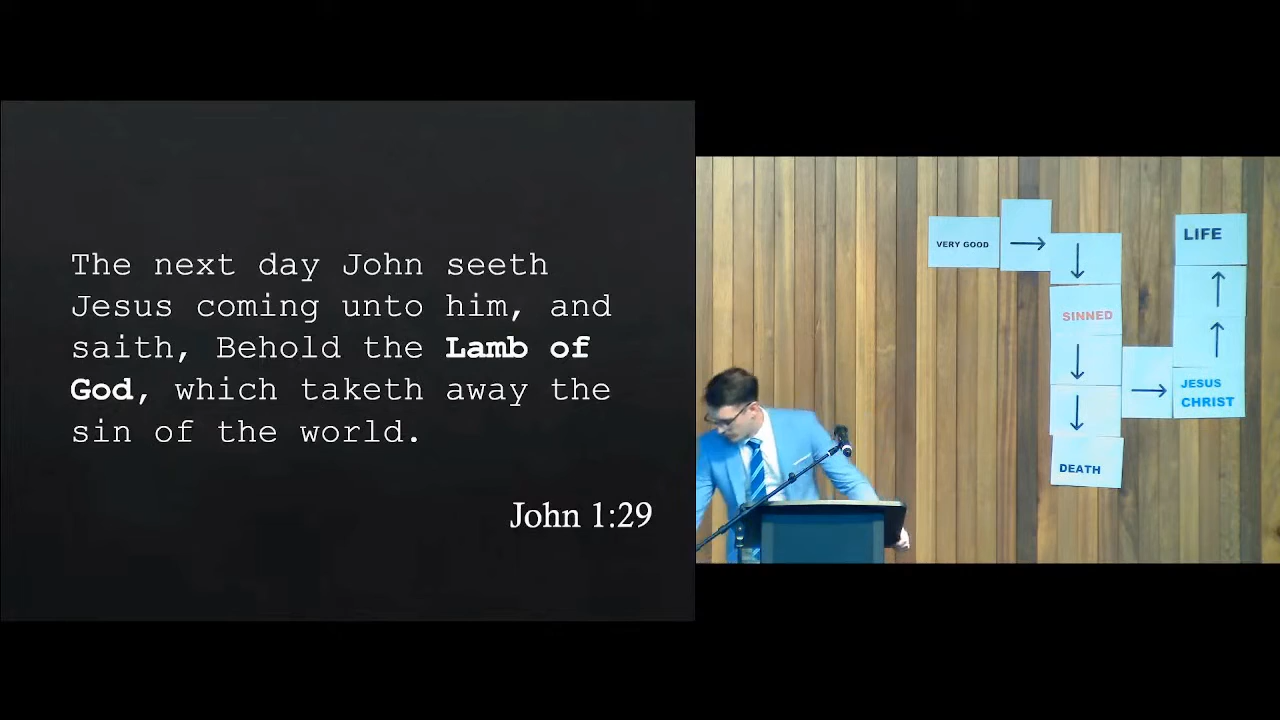 The next day John seeth
Jesus coming unto him, and
saith, Behold the Lamb of
God, which taketh away the
sin of the world.
John 1:29
VERY GOOD
SINNED
DEATH
JESUS
CHRIST
LIFE